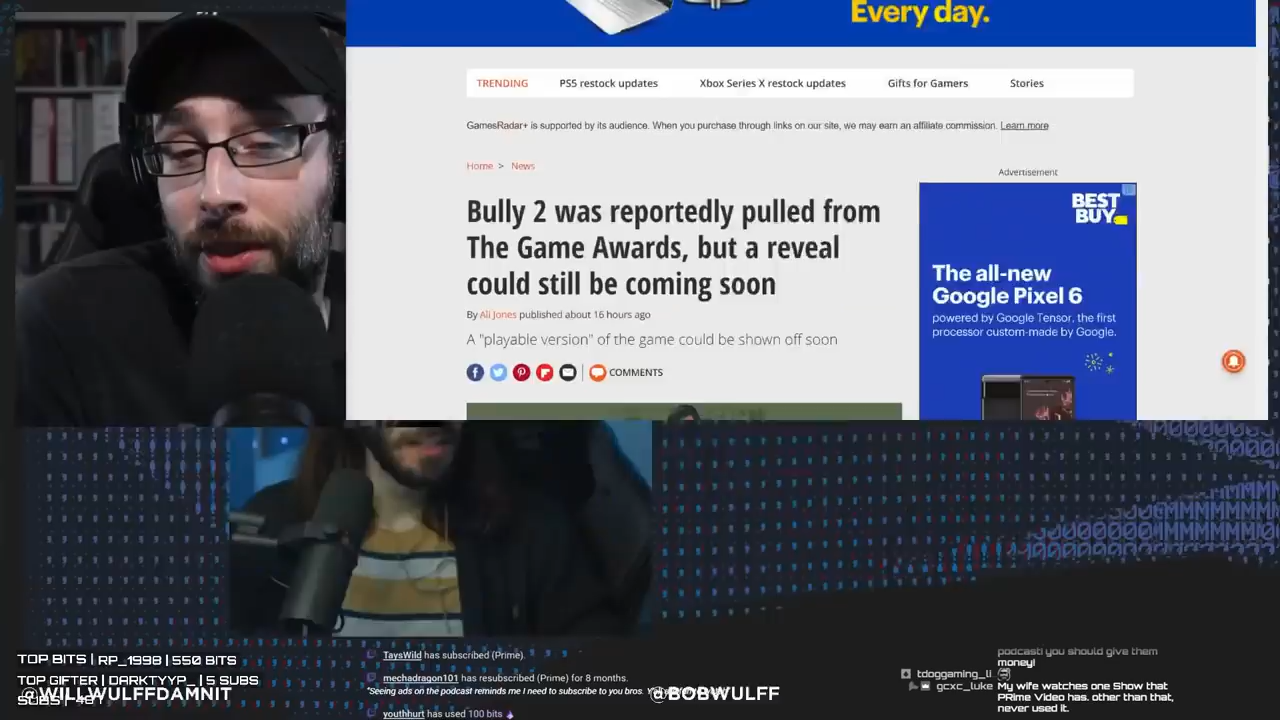 Every day.
TRENDING PS5 restock updates Xbox Series X restock updates Gifts for Gamers Stories
GamesRadar+ is supported by its audience. When you purchase through links on our site, we may earn an affiliate commission. Learn more
Home > News
Advertisement
Bully 2 was reportedly pulled from
The Game Awards, but a reveal
could still be coming soon
By Ali Jones published about 16 hours ago
A "playable version" of the game could be shown off soon
COMMENTS
BEST
BUY
The all-new
Google Pixel 6
powered by Google Tensor, the first
processor custom-made by Google.
TOP BITS | RP_1998 | 550 BITS
TOP GIFTER | DARKTYYP_ | 5 SUBS
@WILLWULFFDAMNIT
SUBS
TaysWild has subscribed (Prime).
mechadragon101 has resubscribed (Prime) for 8 months.
"Seeing ads on the podcast reminds me I need to subscribe to you bros.
youthhurt has used 100 bits
@BOBWULFF
podcast! you should give them
money!
tdoggaming_ll
gcxc_luke My wife watches one Show that
PRime Video has. other than that,
never used it.